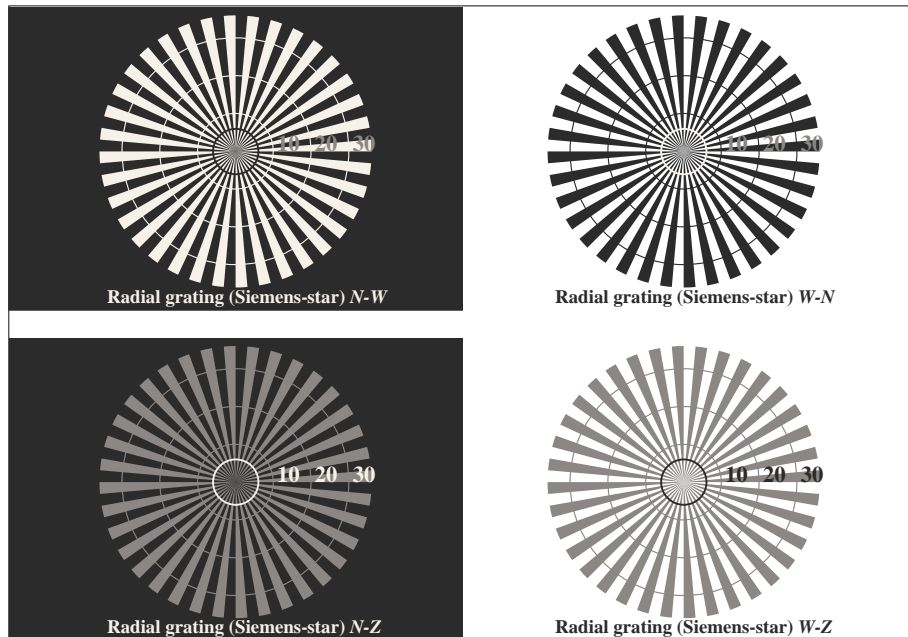 10 20 30
Radial grating (Siemens-star) N-W
10 20 30
Radial grating (Siemens-star) W-N
10 20 30
Radial grating (Siemens-star) N-Z
10 20 30
Radial grating (Siemens-star) W-Z